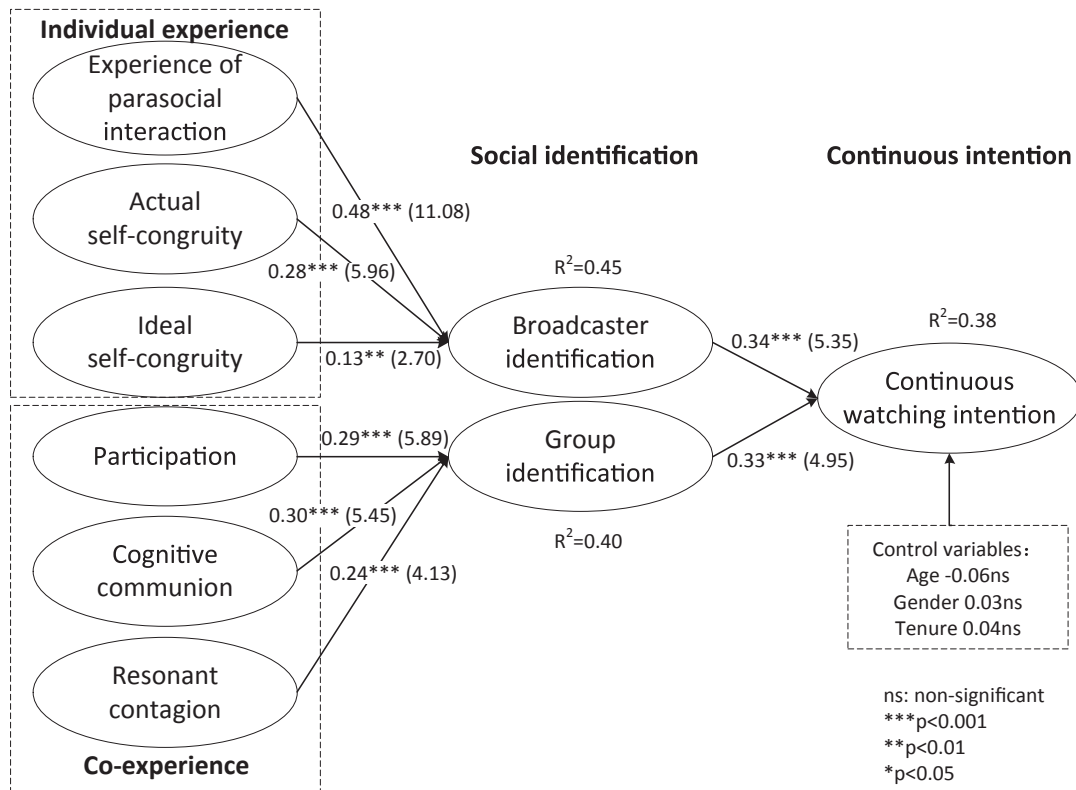 Individual experience
Experience of
parasocial
interaction
Actual
self-congruity
Ideal
self-congruity
0.48*** (11.08)
0.28*** (5.96)
0.13** (2.70)
Participation
Cognitive
communion
Resonant
contagion
Co-experience
0.29*** (5.89)
0.30*** (5.45)
0.24*** (4.13)
Social identification
R²=0.45
Broadcaster
identification
Group
identification
R²=0.40
0.34*** (5.35)
0.33*** (4.95)
Continuous intention
R²=0.38
Continuous
watching intention
Control variables：
Age -0.06ns
Gender 0.03ns
Tenure 0.04ns
ns: non-significant
***p<0.001
**p<0.01
*p<0.05